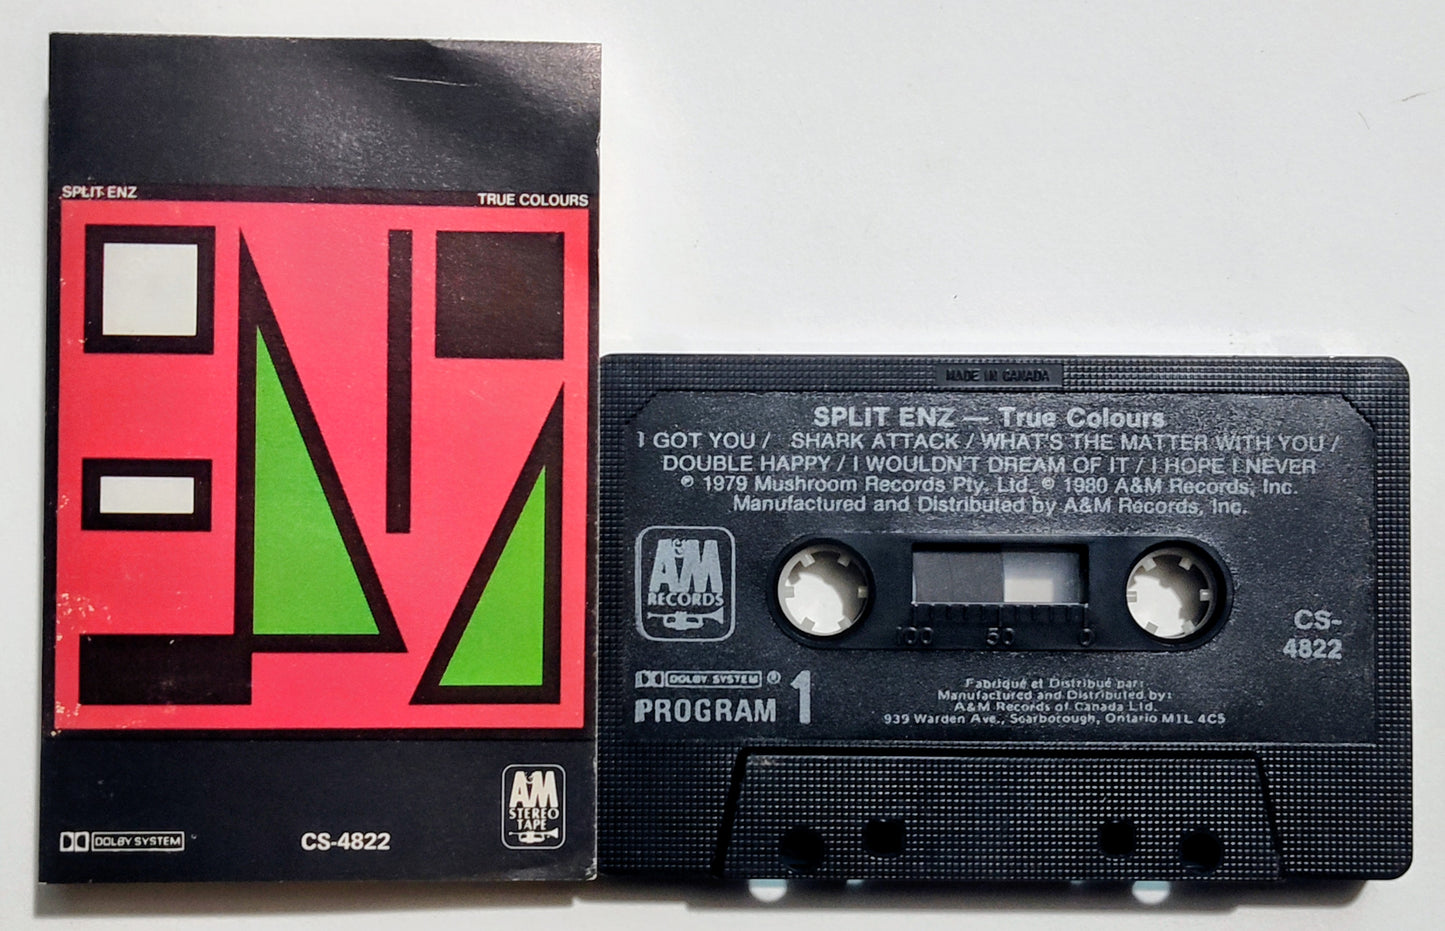 SPLIT ENZ
TRUE COLOURS
DOLBY SYSTEM
CS-4822
A&M
STEREO
TAPE
MADE IN CANADA
SPLIT ENZ — True Colours
I GOT YOU / SHARK ATTACK / WHAT'S THE MATTER WITH YOU /
DOUBLE HAPPY / I WOULDN'T DREAM OF IT / I HOPE I NEVER
℗ 1979 Mushroom Records Pty. Ltd. © 1980 A&M Records, Inc.
Manufactured and Distributed by A&M Records, Inc.
A&M
RECORDS
100 50 0
CS-
4822
DOLBY SYSTEM ®
PROGRAM 1
Fabriqué et Distribué par:
Manufactured and Distributed by:
A&M Records of Canada Ltd.
939 Warden Ave., Scarborough, Ontario M1L 4C5